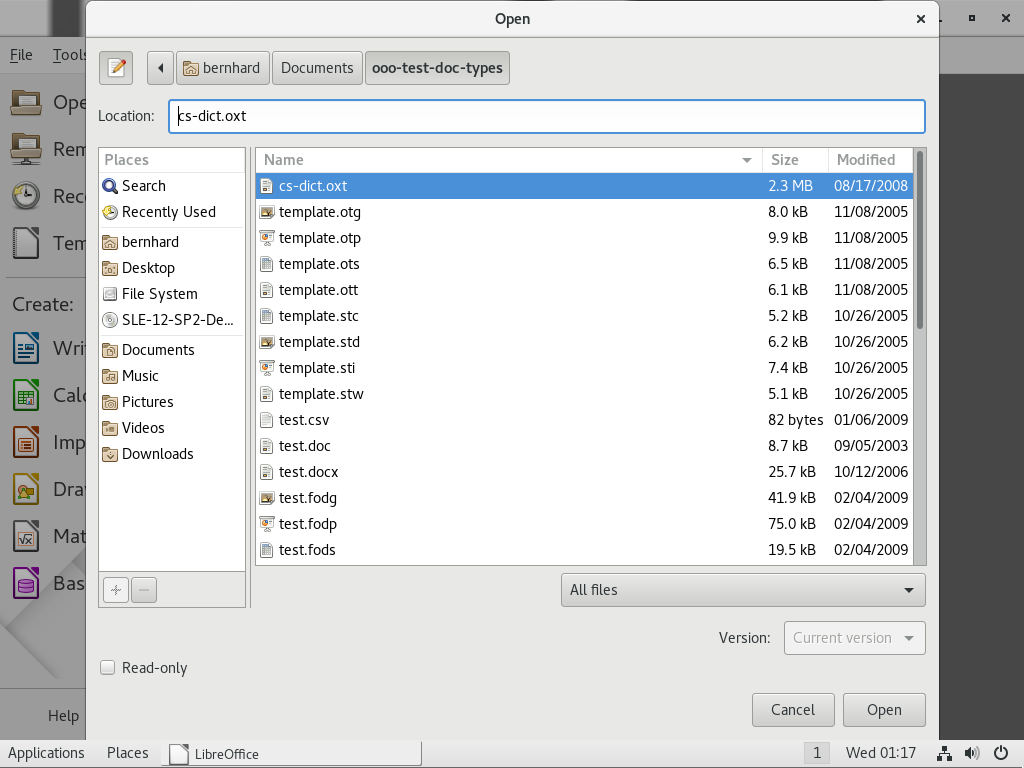 Open
File Tools
bernhard Documents ooo-test-doc-types
Location: cs-dict.oxt
Places
Search
Recently Used
bernhard
Desktop
File System
SLE-12-SP2-De...
Documents
Music
Pictures
Videos
Downloads
Name Size Modified
cs-dict.oxt 2.3 MB 08/17/2008
template.otg 8.0 kB 11/08/2005
template.otp 9.9 kB 11/08/2005
template.ots 6.5 kB 11/08/2005
template.ott 6.1 kB 11/08/2005
template.stc 5.2 kB 10/26/2005
template.std 6.2 kB 10/26/2005
template.sti 7.4 kB 10/26/2005
template.stw 5.1 kB 10/26/2005
test.csv 82 bytes 01/06/2009
test.doc 8.7 kB 09/05/2003
test.docx 25.7 kB 10/12/2006
test.fodg 41.9 kB 02/04/2009
test.fodp 75.0 kB 02/04/2009
test.fods 19.5 kB 02/04/2009
All files
Version: Current version
Read-only
Cancel Open
Ope
Rem
Rec
Tem
Create:
Writ
Calc
Imp
Dra
Mat
Bas
Help
Applications Places LibreOffice 1 Wed 01:17